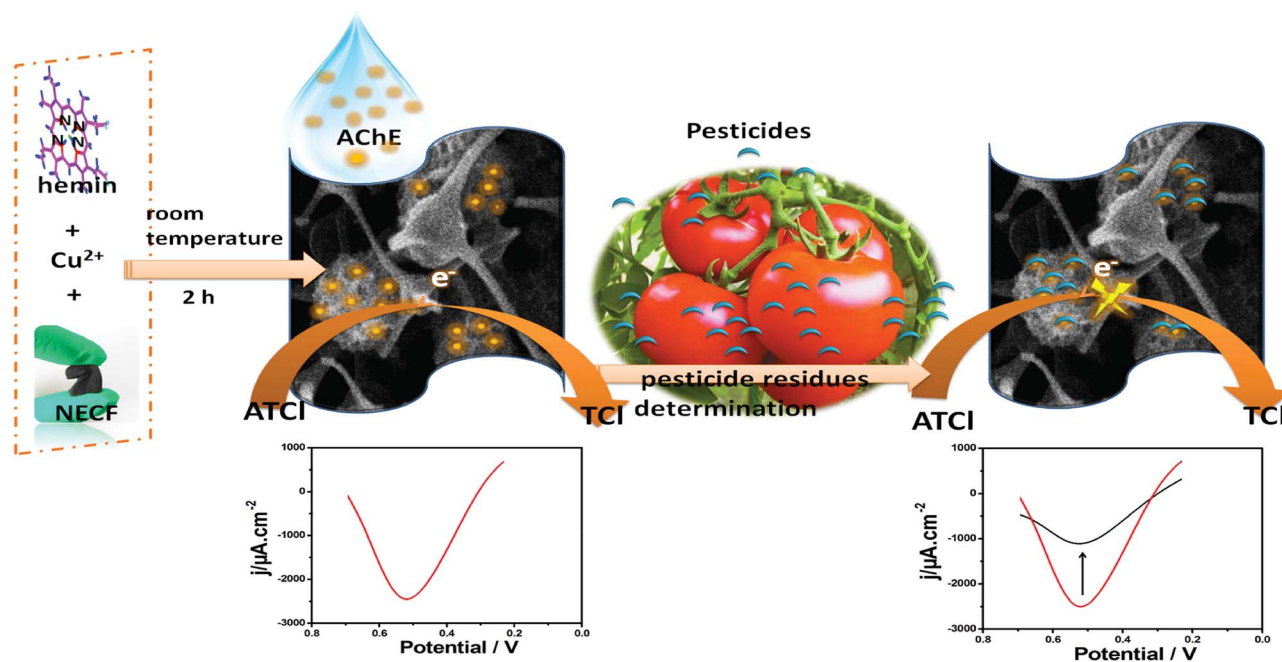 N
N
N
N
hemin
+
Cu²⁺
+
NECF
room
temperature
2 h
AChE
e⁻
ATCl
TCl
Pesticides
pesticide residues
determination
e⁻
ATCl
TCl
1000
0
-1000
-2000
-3000
j/μA.cm⁻²
0.8
0.6
0.4
0.2
0.0
Potential / V
1000
0
-1000
-2000
-3000
j/μA.cm⁻²
0.8
0.6
0.4
0.2
0.0
Potential / V